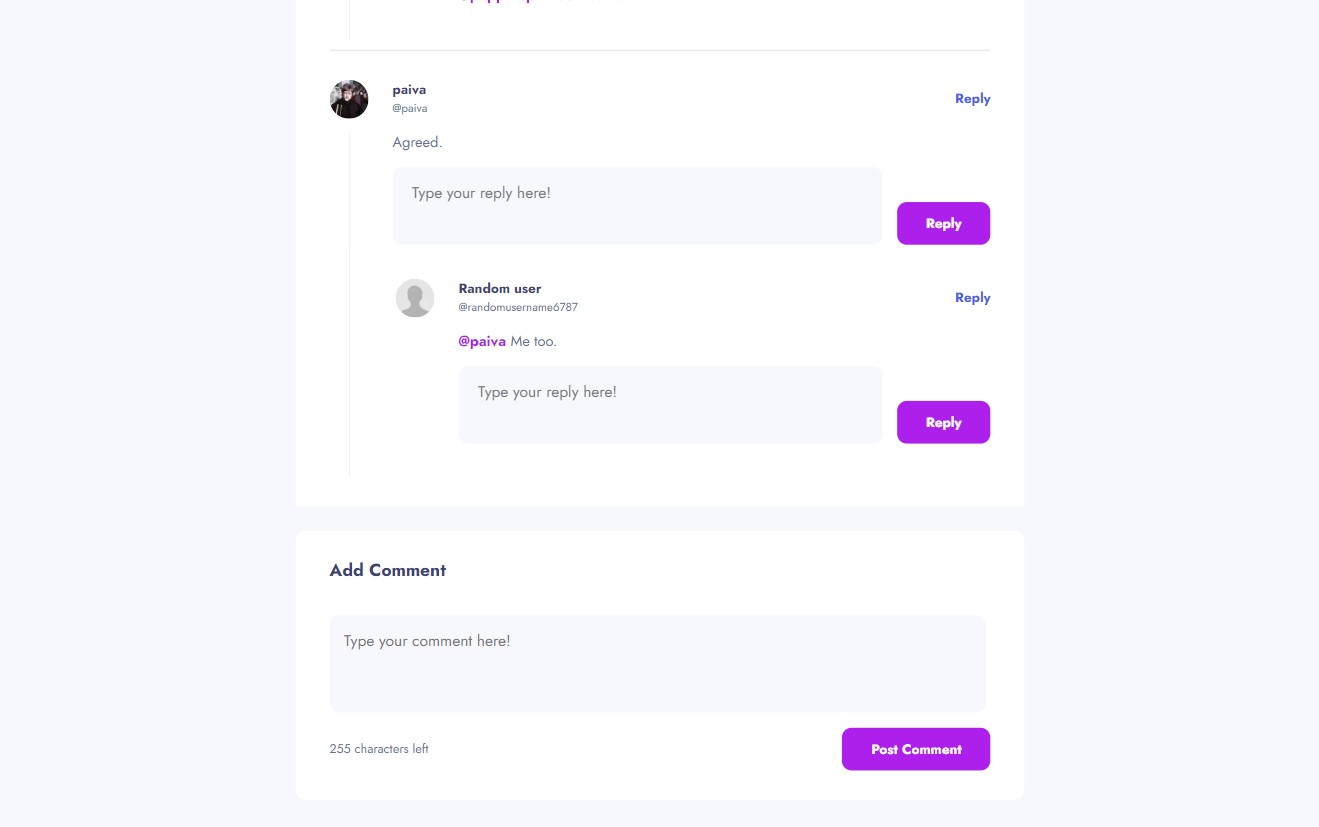 paiva
Reply
@paiva
Agreed.
Type your reply here!
Reply
Random user
Reply
@randomusername6787
@paiva Me too.
Type your reply here!
Reply
Add Comment
Type your comment here!
255 characters left
Post Comment